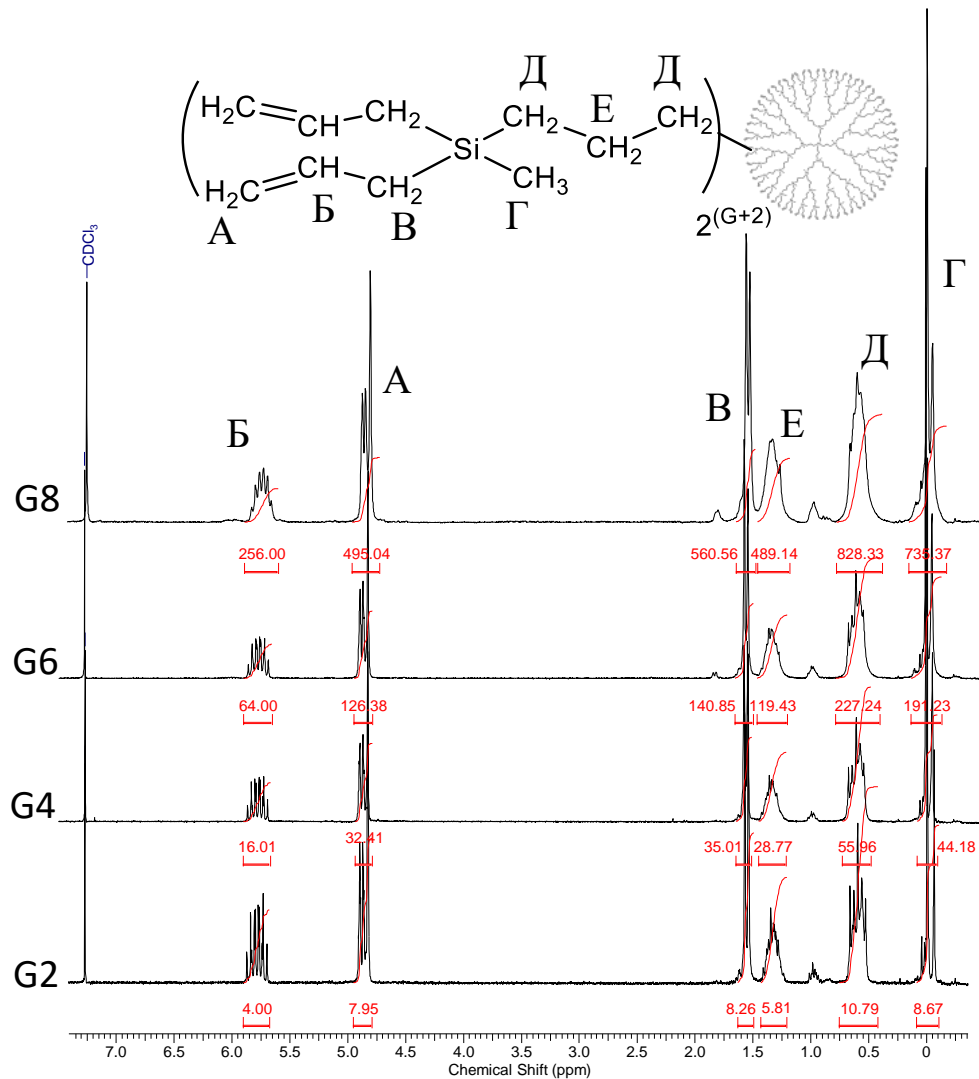 Д Д
H₂C CH CH₂ CH₂ Е CH₂
Si CH₂
H₂C CH CH₂ CH₃
А Б В Г 2⁽ᴳ⁺²⁾
CDCl₃
Г
Д
А В Е
Б
G8
256.00 495.04 560.56 489.14 828.33 735.37
G6
64.00 126.38 140.85 119.43 227.24 191.23
G4
16.01 32.41 35.01 28.77 55.96 44.18
G2
4.00 7.95 8.26 5.81 10.79 8.67
7.0 6.5 6.0 5.5 5.0 4.5 4.0 3.5 3.0 2.5 2.0 1.5 1.0 0.5 0
Chemical Shift (ppm)